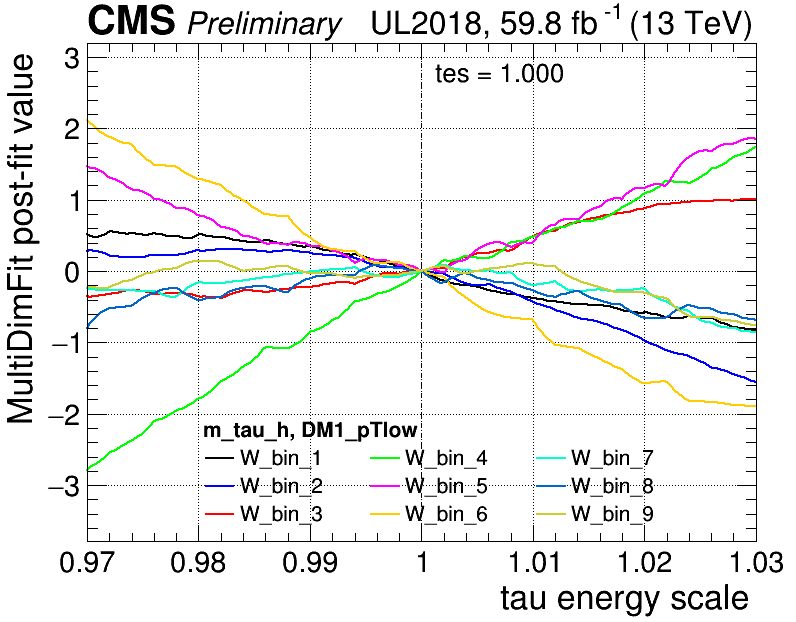 CMS Preliminary UL2018, 59.8 fb⁻¹ (13 TeV)
MultiDimFit post-fit value
3
2
1
0
−1
−2
−3
tes = 1.000
m_tau_h, DM1_pTlow
W_bin_1 W_bin_4 W_bin_7
W_bin_2 W_bin_5 W_bin_8
W_bin_3 W_bin_6 W_bin_9
0.97 0.98 0.99 1 1.01 1.02 1.03
tau energy scale